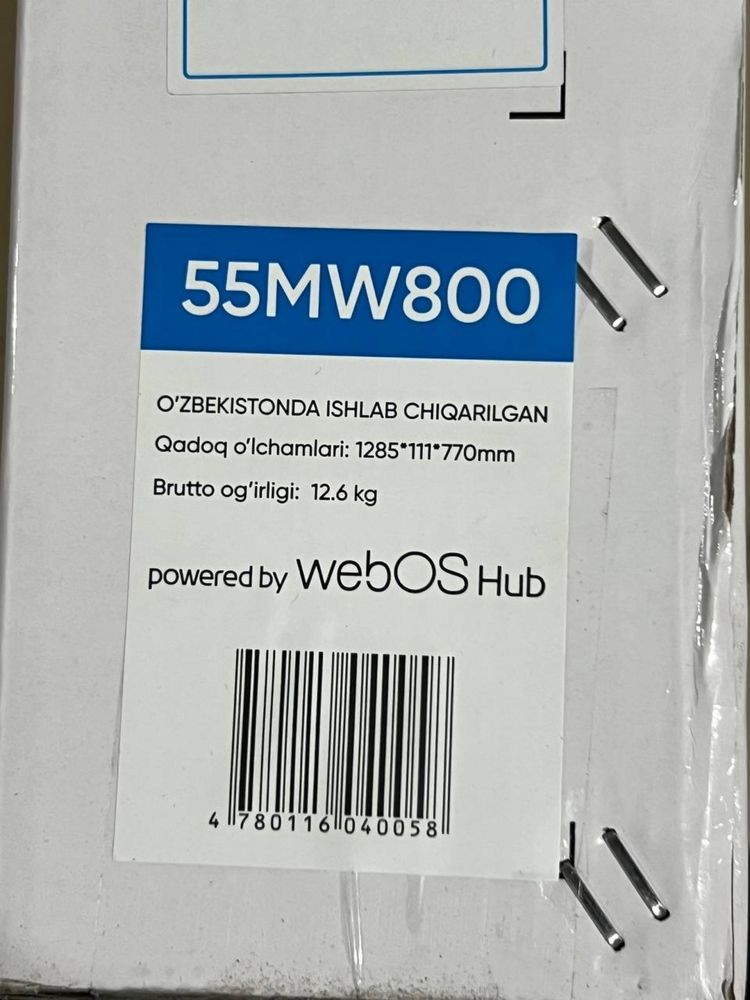 55MW800
O'ZBEKISTONDA ISHLAB CHIQARILGAN
Qadoq o'lchamlari: 1285*111*770mm
Brutto og'irligi: 12.6 kg
powered by webOS Hub
4 780116 040058